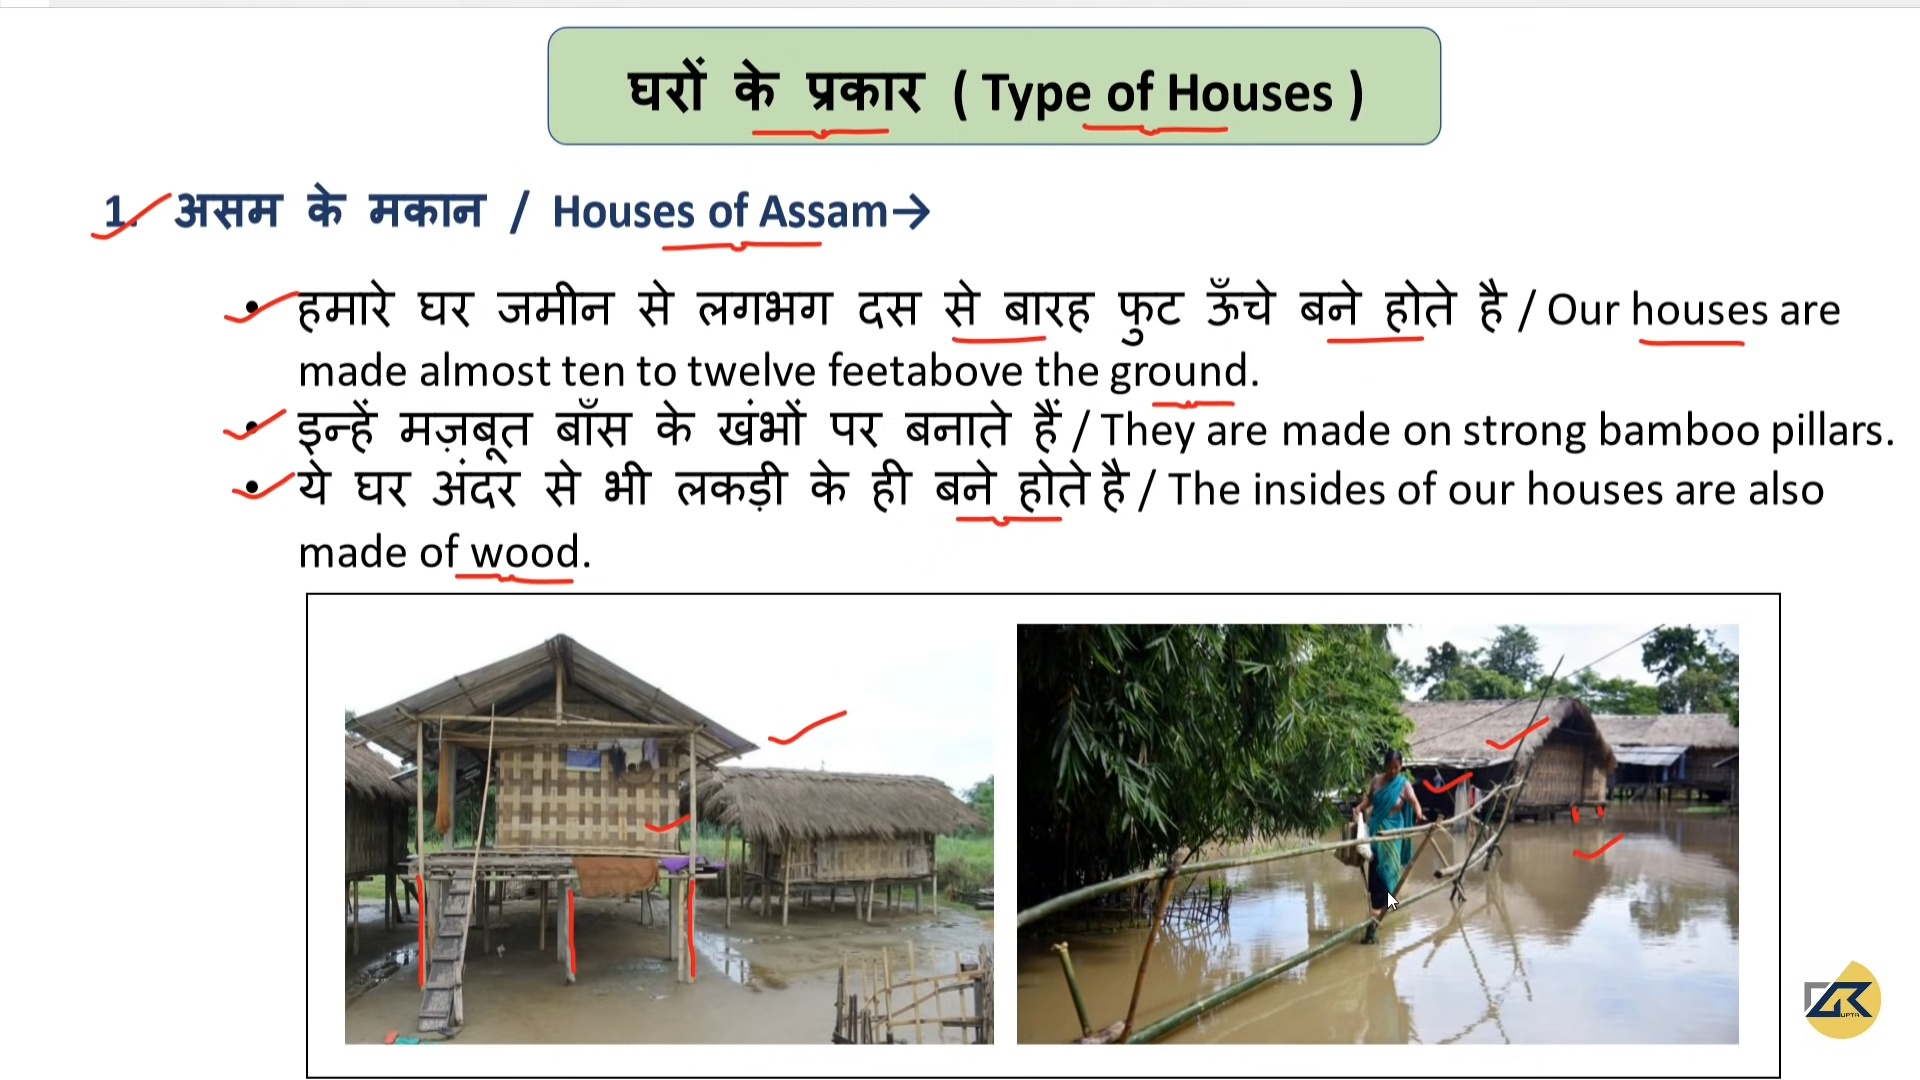 घरों के प्रकार ( Type of Houses )
1. असम के मकान / Houses of Assam→
• हमारे घर जमीन से लगभग दस से बारह फुट ऊँचे बने होते है / Our houses are
made almost ten to twelve feetabove the ground.
• इन्हें मज़बूत बाँस के खंभों पर बनाते हैं / They are made on strong bamboo pillars.
• ये घर अंदर से भी लकड़ी के ही बने होते है / The insides of our houses are also
made of wood.
GUPTA